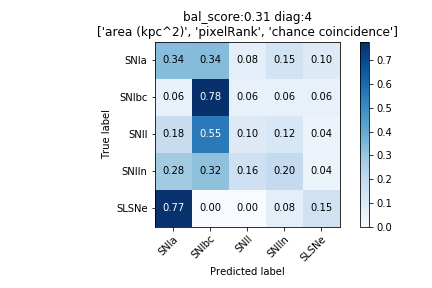 bal_score:0.31 diag:4
['area (kpc^2)', 'pixelRank', 'chance coincidence']
True label
SNIa 0.34 0.34 0.08 0.15 0.10
SNIbc 0.06 0.78 0.06 0.06 0.06
SNII 0.18 0.55 0.10 0.12 0.04
SNIIn 0.28 0.32 0.16 0.20 0.04
SLSNe 0.77 0.00 0.00 0.08 0.15
SNIa SNIbc SNII SNIIn SLSNe
Predicted label
0.7
0.6
0.5
0.4
0.3
0.2
0.1
0.0